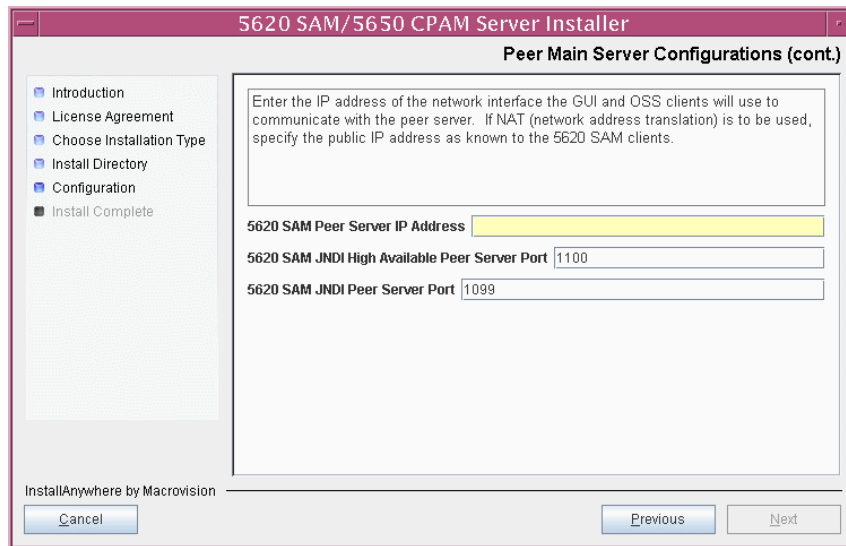 5620 SAM/5650 CPAM Server Installer
Peer Main Server Configurations (cont.)
Introduction
License Agreement
Choose Installation Type
Install Directory
Configuration
Install Complete
Enter the IP address of the network interface the GUI and OSS clients will use to
communicate with the peer server. If NAT (network address translation) is to be used,
specify the public IP address as known to the 5620 SAM clients.
5620 SAM Peer Server IP Address
5620 SAM JNDI High Available Peer Server Port 1100
5620 SAM JNDI Peer Server Port 1099
InstallAnywhere by Macrovision
Cancel
Previous
Next